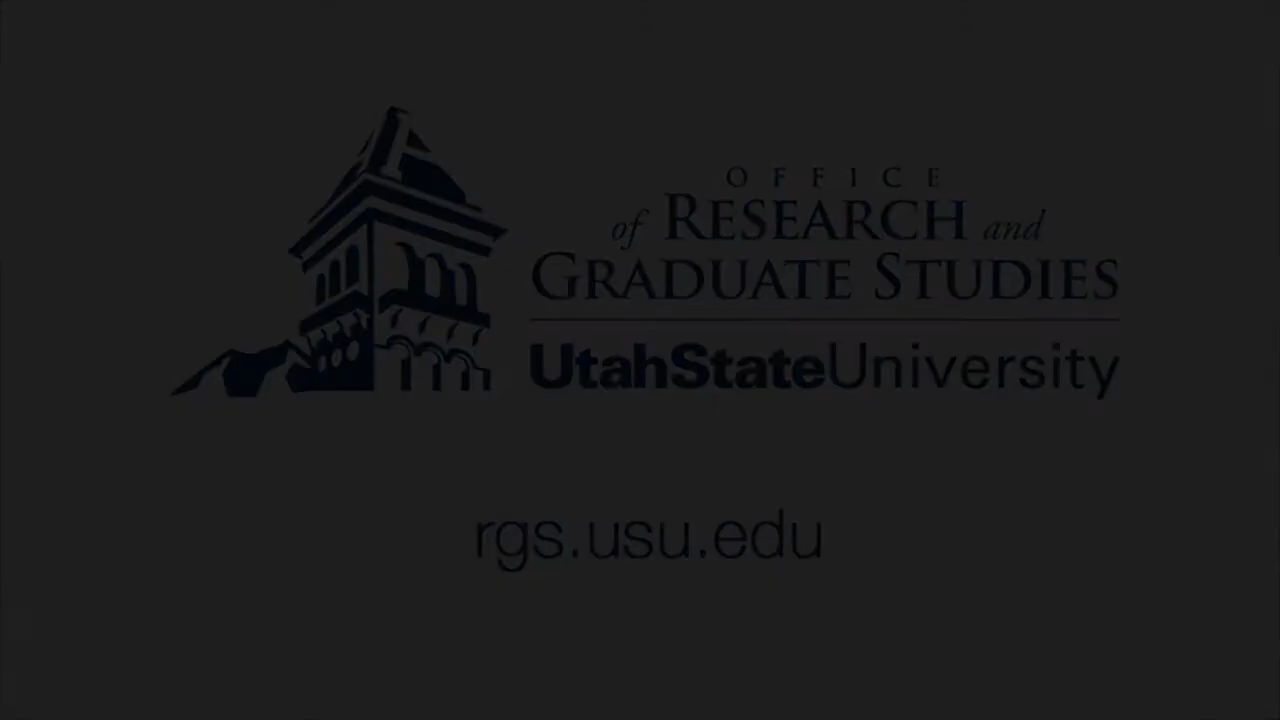 OFFICE
of RESEARCH and
GRADUATE STUDIES
UtahStateUniversity
rgs.usu.edu